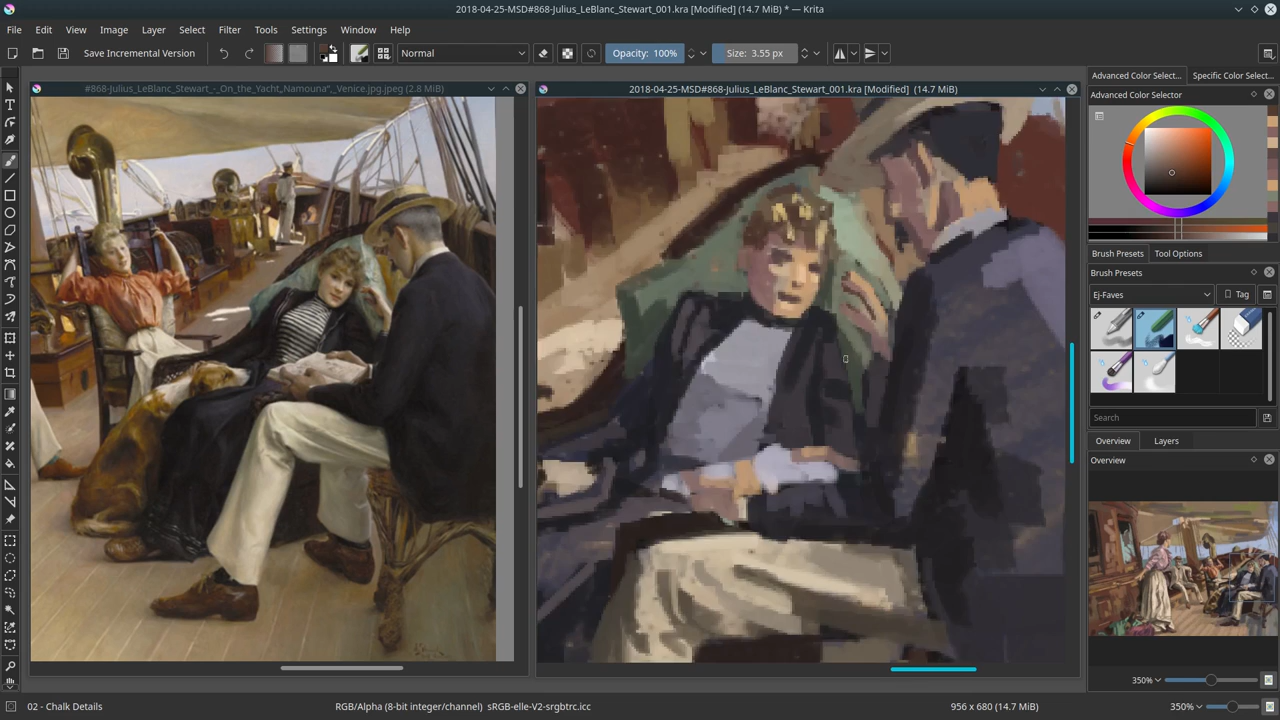 2018-04-25-MSD#868-Julius_LeBlanc_Stewart_001.kra [Modified] (14.7 MiB) * — Krita
File Edit View Image Layer Select Filter Tools Settings Window Help
Save Incremental Version
Normal
Opacity: 100%
Size: 3.55 px
#868-Julius_LeBlanc_Stewart_-_On_the_Yacht_„Namouna“,_Venice.jpg.jpeg (2.8 MiB)
2018-04-25-MSD#868-Julius_LeBlanc_Stewart_001.kra [Modified] (14.7 MiB)
Advanced Color Select...
Specific Color Select...
Advanced Color Selector
Brush Presets
Tool Options
Brush Presets
Ej-Faves
Tag
Search
Overview
Layers
Overview
350%
02 - Chalk Details
RGB/Alpha (8-bit integer/channel) sRGB-elle-V2-srgbtrc.icc
956 x 680 (14.7 MiB)
350%